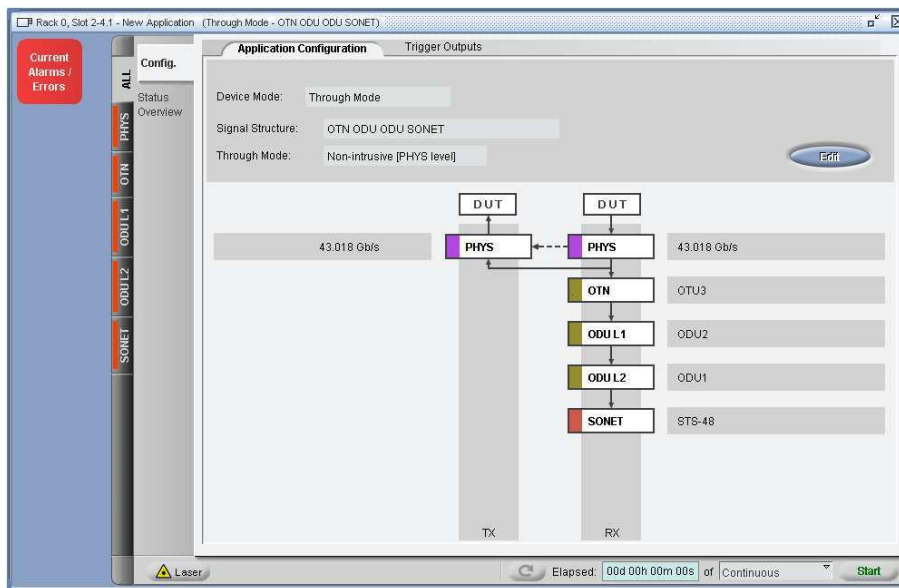 Rack 0, Slot 2-4.1 - New Application (Through Mode - OTN ODU ODU SONET)
Current
Alarms /
Errors
ALL
PHYS
OTN
ODU L1
ODU L2
SONET
Config.
Status
Overview
Application Configuration
Trigger Outputs
Device Mode: Through Mode
Signal Structure: OTN ODU ODU SONET
Through Mode: Non-intrusive [PHYS level]
Edit
DUT DUT
43.018 Gb/s PHYS PHYS 43.018 Gb/s
OTN OTU3
ODU L1 ODU2
ODU L2 ODU1
SONET STS-48
TX RX
Laser
Elapsed: 00d 00h 00m 00s of Continuous
Start